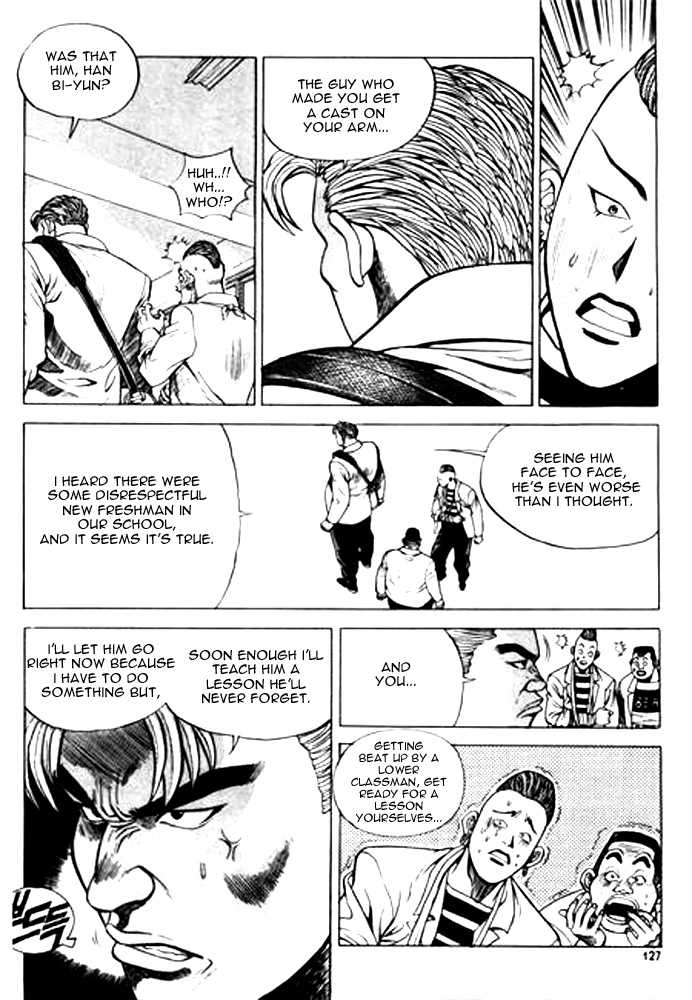 WAS THAT
HIM, HAN
BI-YUN?
HUH..!!
WH...
WHO!?
THE GUY WHO
MADE YOU GET
A CAST ON
YOUR ARM...
I HEARD THERE WERE
SOME DISRESPECTFUL
NEW FRESHMAN IN
OUR SCHOOL,
AND IT SEEMS IT'S TRUE.
SEEING HIM
FACE TO FACE,
HE'S EVEN WORSE
THAN I THOUGHT.
I'LL LET HIM GO
RIGHT NOW BECAUSE
I HAVE TO DO
SOMETHING BUT,
SOON ENOUGH I'LL
TEACH HIM A
LESSON HE'LL
NEVER FORGET.
AND
YOU...
GETTING
BEAT UP BY A
LOWER
CLASSMAN, GET
READY FOR A
LESSON
YOURSELVES...
뿌득
127